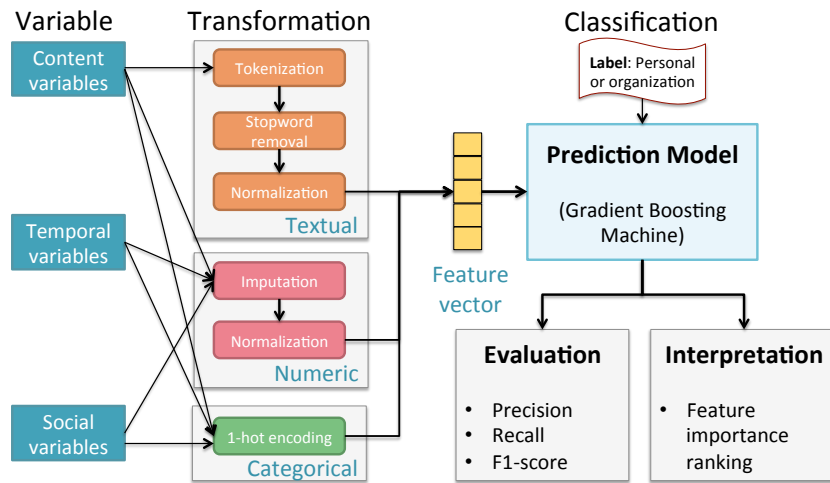 Variable
Transformation
Classification
Content
variables
Temporal
variables
Social
variables
Tokenization
Stopword
removal
Normalization
Textual
Imputation
Normalization
Numeric
1-hot encoding
Categorical
Feature
vector
Label: Personal
or organization
Prediction Model
(Gradient Boosting
Machine)
Evaluation
• Precision
• Recall
• F1-score
Interpretation
• Feature
importance
ranking